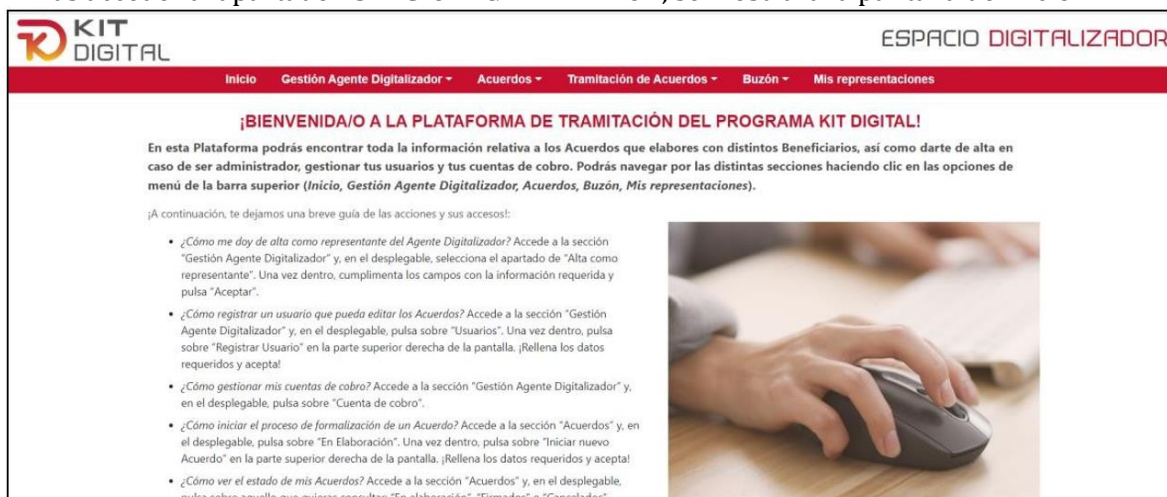 KIT
DIGITAL
ESPACIO DIGITALIZADOR
Inicio Gestión Agente Digitalizador Acuerdos Tramitación de Acuerdos Buzón Mis representaciones
¡BIENVENIDA/O A LA PLATAFORMA DE TRAMITACIÓN DEL PROGRAMA KIT DIGITAL!
En esta Plataforma podrás encontrar toda la información relativa a los Acuerdos que elabores con distintos Beneficiarios, así como darte de alta en
caso de ser administrador, gestionar tus usuarios y tus cuentas de cobro. Podrás navegar por las distintas secciones haciendo clic en las opciones de
menú de la barra superior (Inicio, Gestión Agente Digitalizador, Acuerdos, Buzón, Mis representaciones).
¡A continuación, te dejamos una breve guía de las acciones y sus accesos!:
• ¿Cómo me doy de alta como representante del Agente Digitalizador? Accede a la sección
"Gestión Agente Digitalizador" y, en el desplegable, selecciona el apartado de "Alta como
representante". Una vez dentro, cumplimenta los campos con la información requerida y
pulsa "Aceptar".
• ¿Cómo registrar un usuario que pueda editar los Acuerdos? Accede a la sección "Gestión
Agente Digitalizador" y, en el desplegable, pulsa sobre "Usuarios". Una vez dentro, pulsa
sobre "Registrar Usuario" en la parte superior derecha de la pantalla. ¡Rellena los datos
requeridos y acepta!
• ¿Cómo gestionar mis cuentas de cobro? Accede a la sección "Gestión Agente Digitalizador" y,
en el desplegable, pulsa sobre "Cuenta de cobro".
• ¿Cómo iniciar el proceso de formalización de un Acuerdo? Accede a la sección "Acuerdos" y, en
el desplegable, pulsa sobre "En Elaboración". Una vez dentro, pulsa sobre "Iniciar nuevo
Acuerdo" en la parte superior derecha de la pantalla. ¡Rellena los datos requeridos y acepta!
• ¿Cómo ver el estado de mis Acuerdos? Accede a la sección "Acuerdos" y, en el desplegable,
pulsa sobre aquello que quieras consultar: "En elaboración", "Firmados" o "Cancelados".